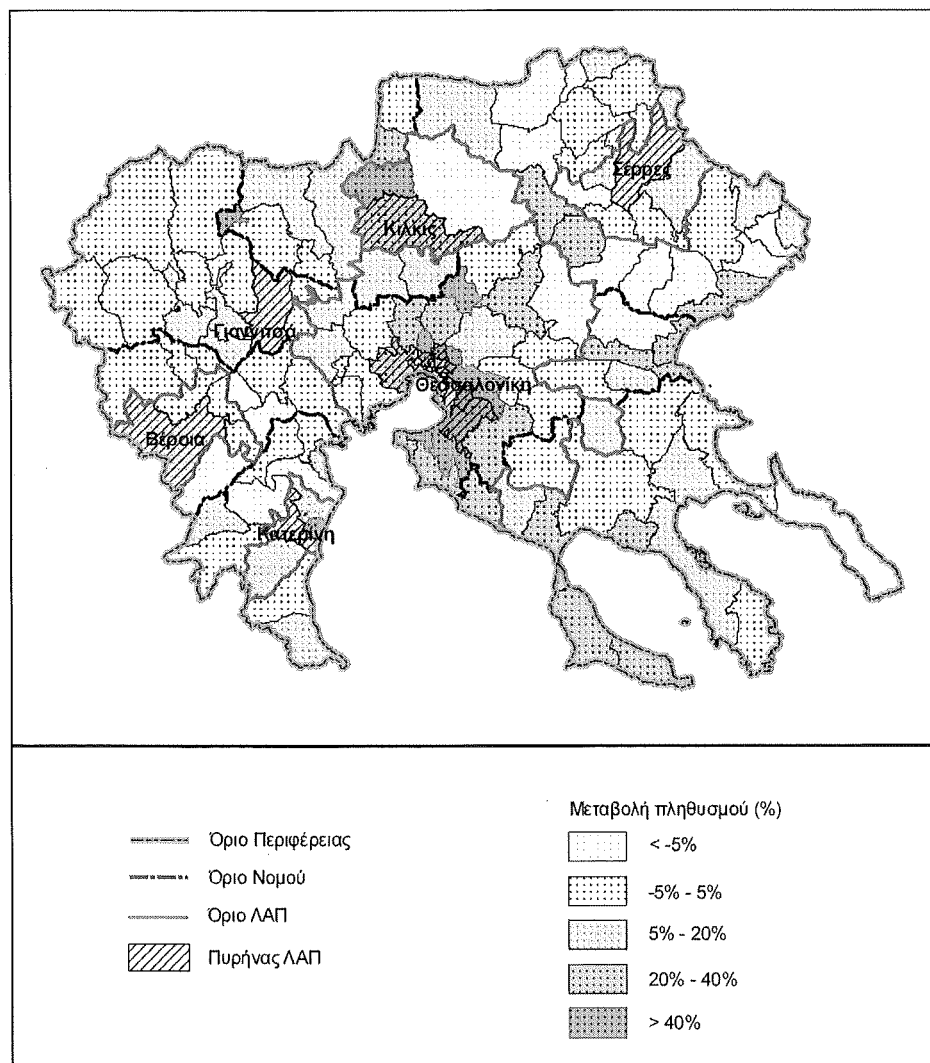 Σέρρες
Κιλκίς
Γιαννιτσά
Θεσσαλονίκη
Βέροια
Κατερίνη
Όριο Περιφέρειας
Όριο Νομού
Όριο ΛΑΠ
Πυρήνας ΛΑΠ
Μεταβολή πληθυσμού (%)
< -5%
-5% - 5%
5% - 20%
20% - 40%
> 40%